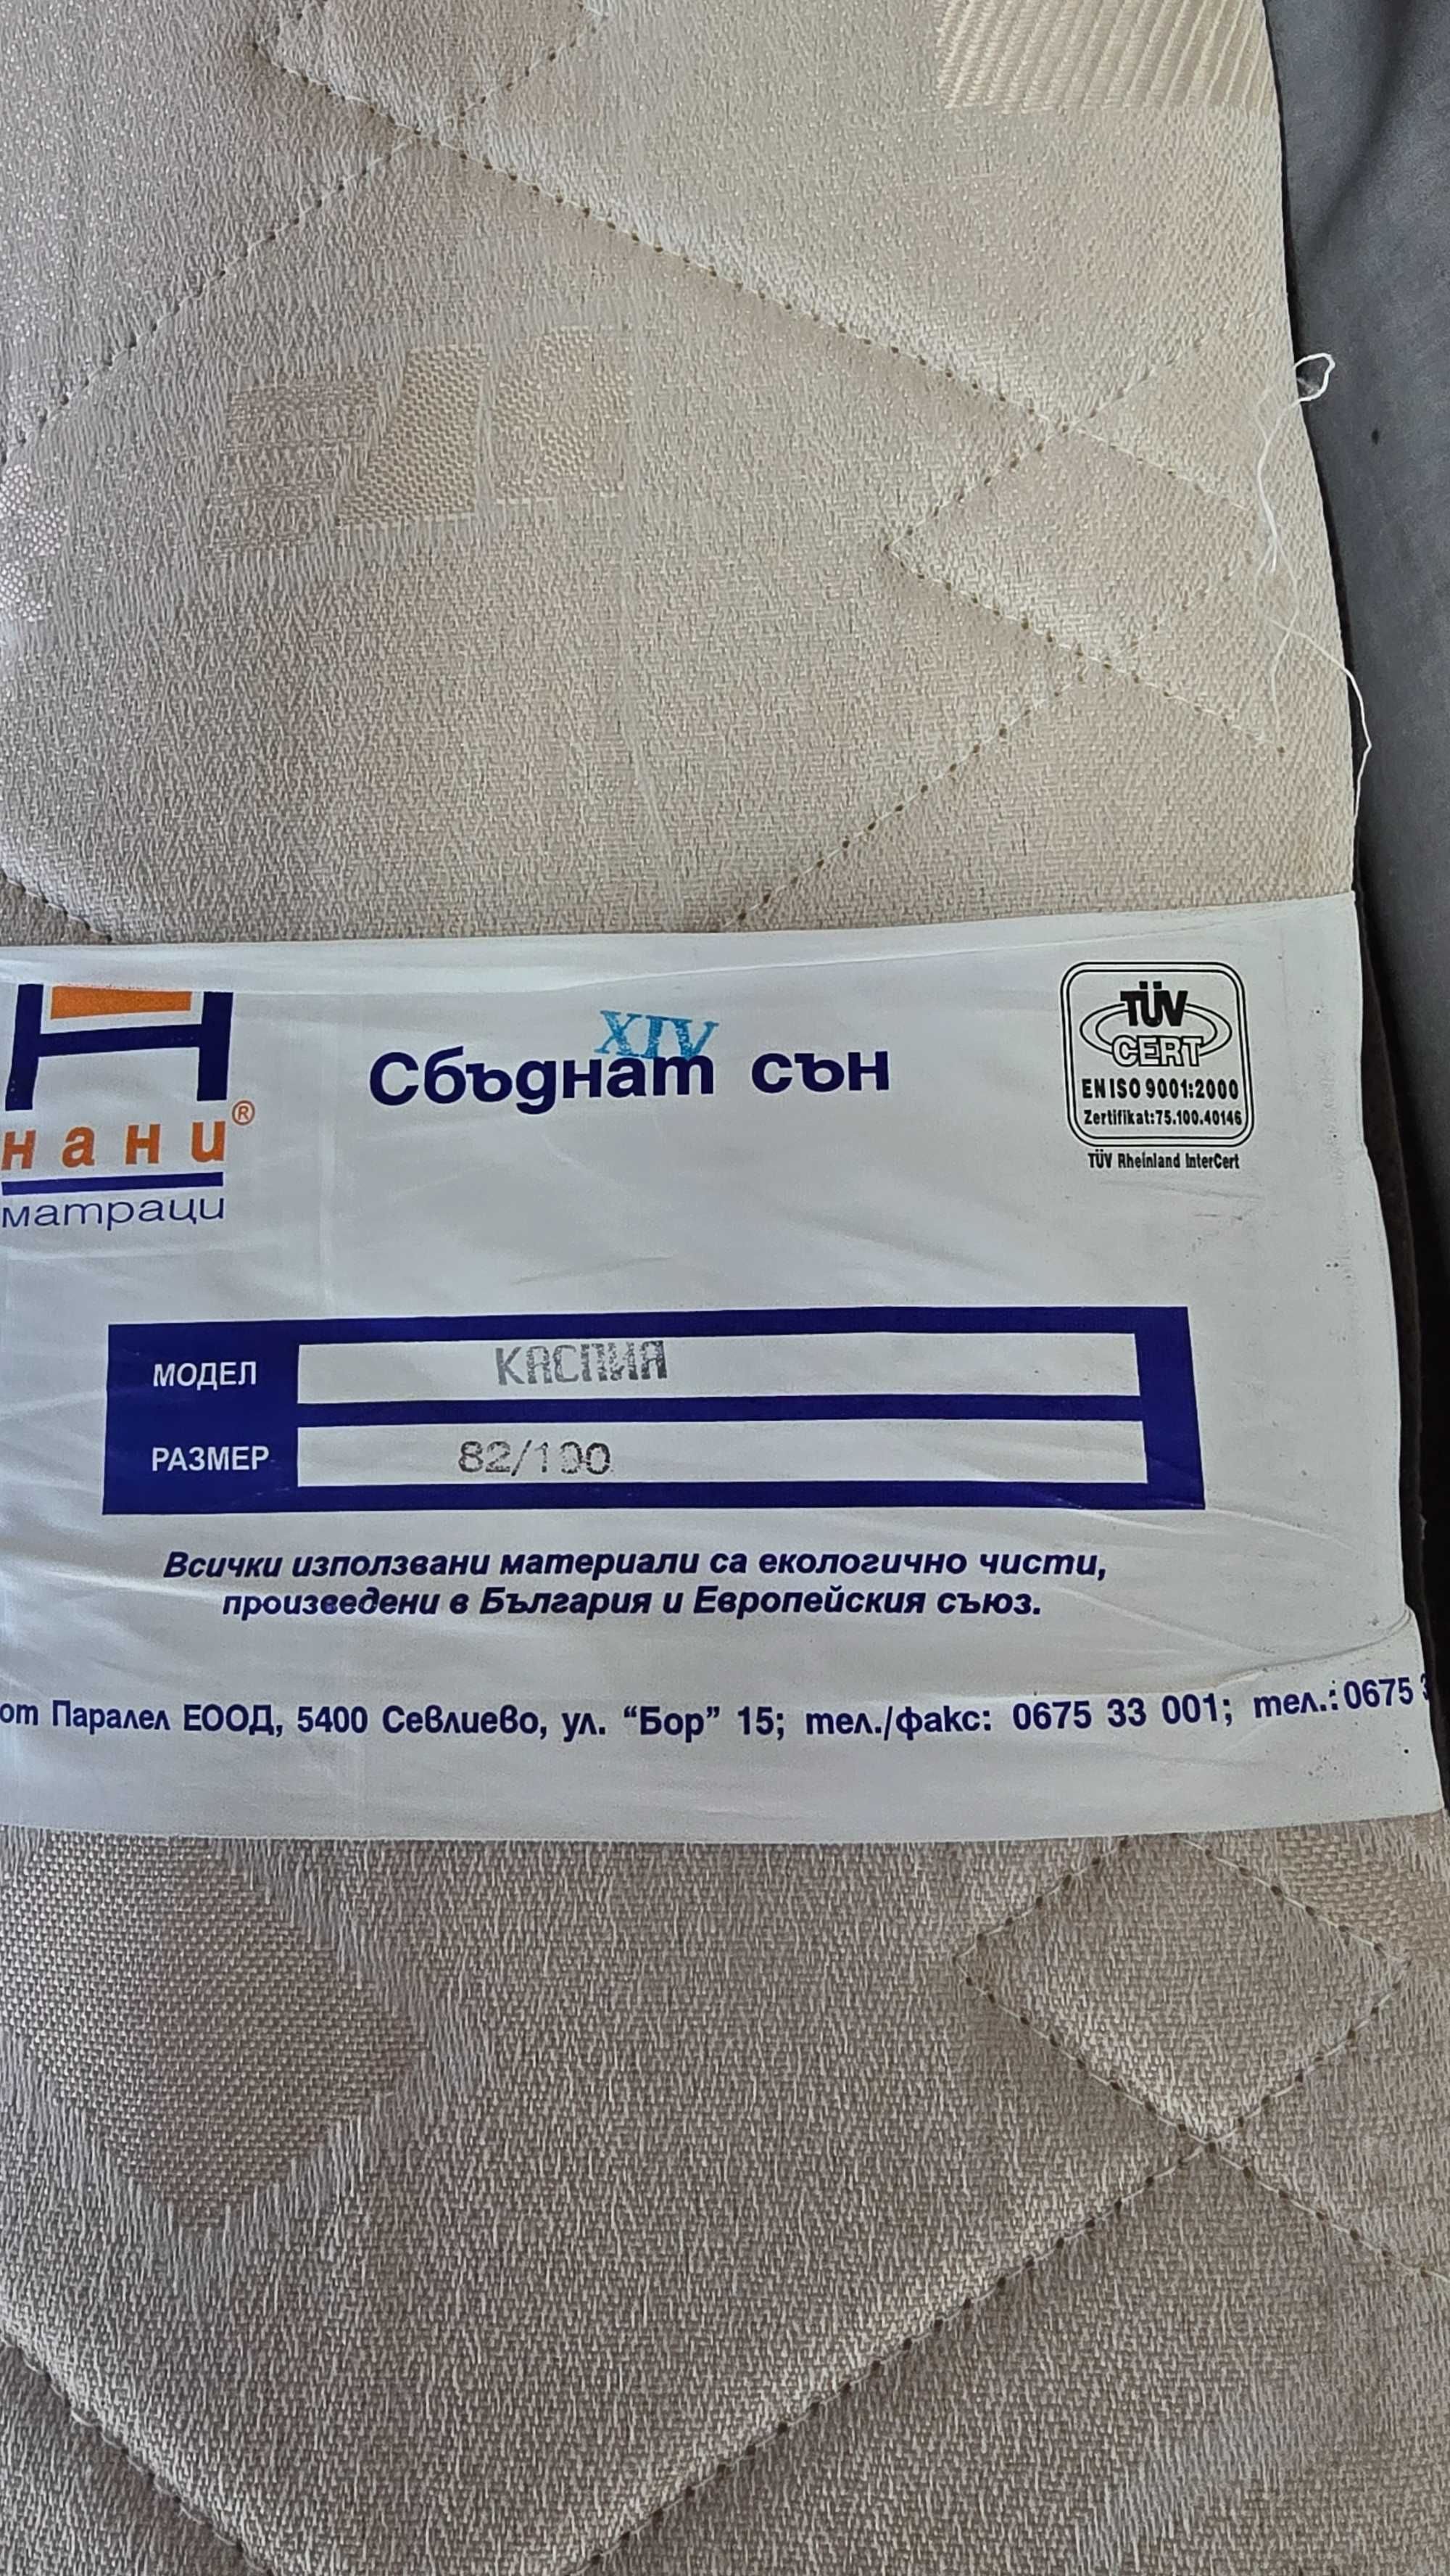 XIV
Сбъднат сън
нани®
матраци
TÜV
CERT
EN ISO 9001:2000
Zertifikat:75.100.40146
TÜV Rheinland InterCert
МОДЕЛ КАСПИЯ
РАЗМЕР 82/190
Всички използвани материали са екологично чисти,
произведени в България и Европейския съюз.
от Паралел ЕООД, 5400 Севлиево, ул. “Бор” 15; тел./факс: 0675 33 001; тел.: 0675